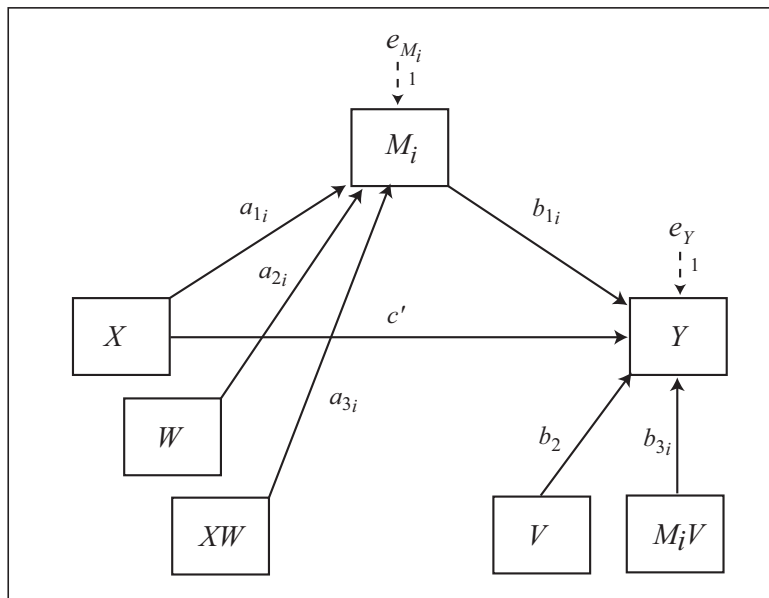 e_{M_i}
1
M_i
a_{1i}
b_{1i}
e_Y
1
a_{2i}
X
c′
Y
a_{3i}
W
b_2
b_{3i}
XW
V
M_iV